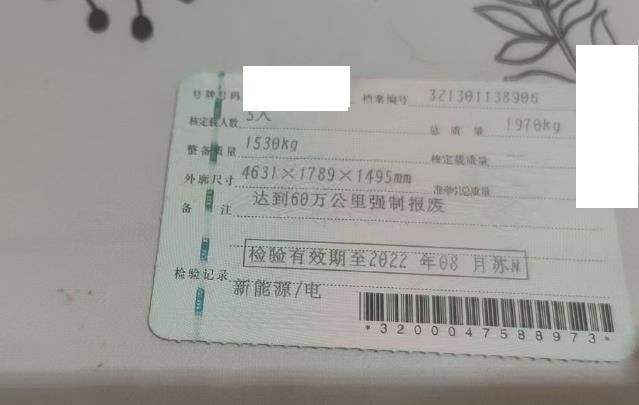 号牌号码 档案编号 321301138906
核定载人数 5人 总质量 1970kg
整备质量 1530kg 核定载质量 --
外廓尺寸 4631×1789×1495mm 准牵引总质量 --
备注 达到60万公里强制报废
检验有效期至2022 年08 月苏N
检验记录
新能源/电
*3200047588973*